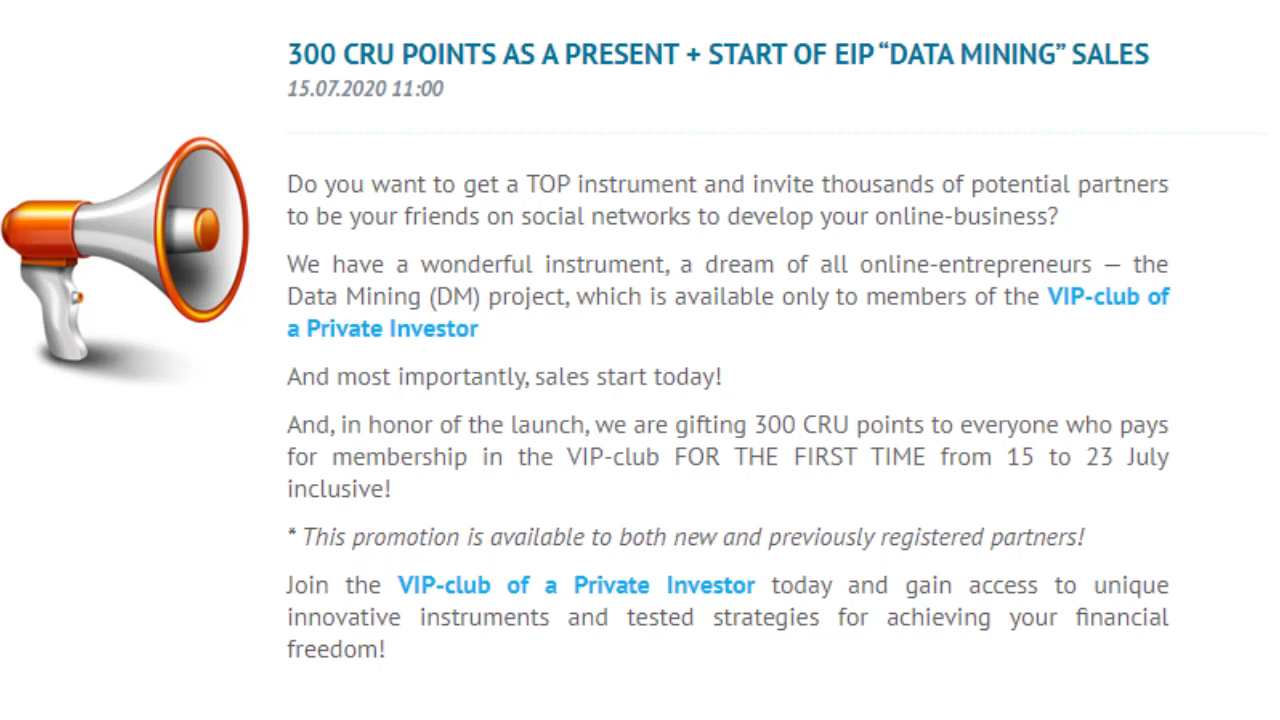 300 CRU POINTS AS A PRESENT + START OF EIP “DATA MINING” SALES
15.07.2020 11:00
Do you want to get a TOP instrument and invite thousands of potential partners
to be your friends on social networks to develop your online-business?
We have a wonderful instrument, a dream of all online-entrepreneurs — the
Data Mining (DM) project, which is available only to members of the VIP-club of
a Private Investor
And most importantly, sales start today!
And, in honor of the launch, we are gifting 300 CRU points to everyone who pays
for membership in the VIP-club FOR THE FIRST TIME from 15 to 23 July
inclusive!
* This promotion is available to both new and previously registered partners!
Join the VIP-club of a Private Investor today and gain access to unique
innovative instruments and tested strategies for achieving your financial
freedom!